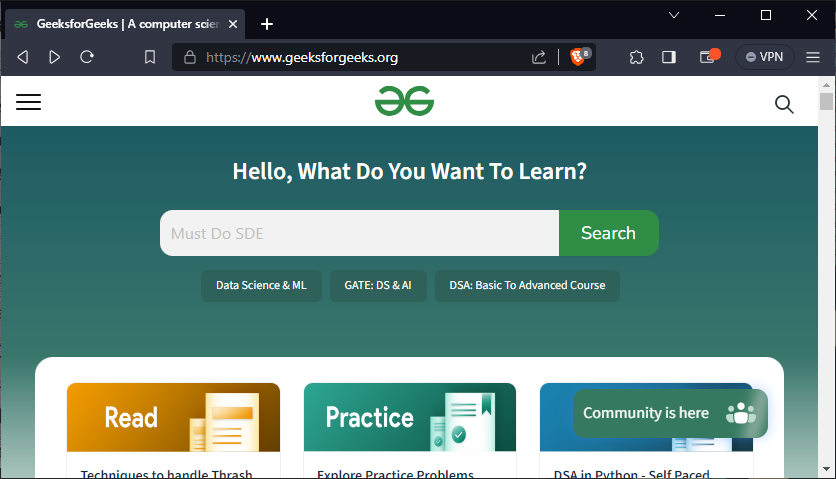 GeeksforGeeks | A computer scien
https://www.geeksforgeeks.org
8
VPN
Hello, What Do You Want To Learn?
Must Do SDE
Search
Data Science & ML
GATE: DS & AI
DSA: Basic To Advanced Course
Read
Practice
Community is here
Techniques to handle Thrash
Explore Practice Problems
DSA in Python - Self Paced